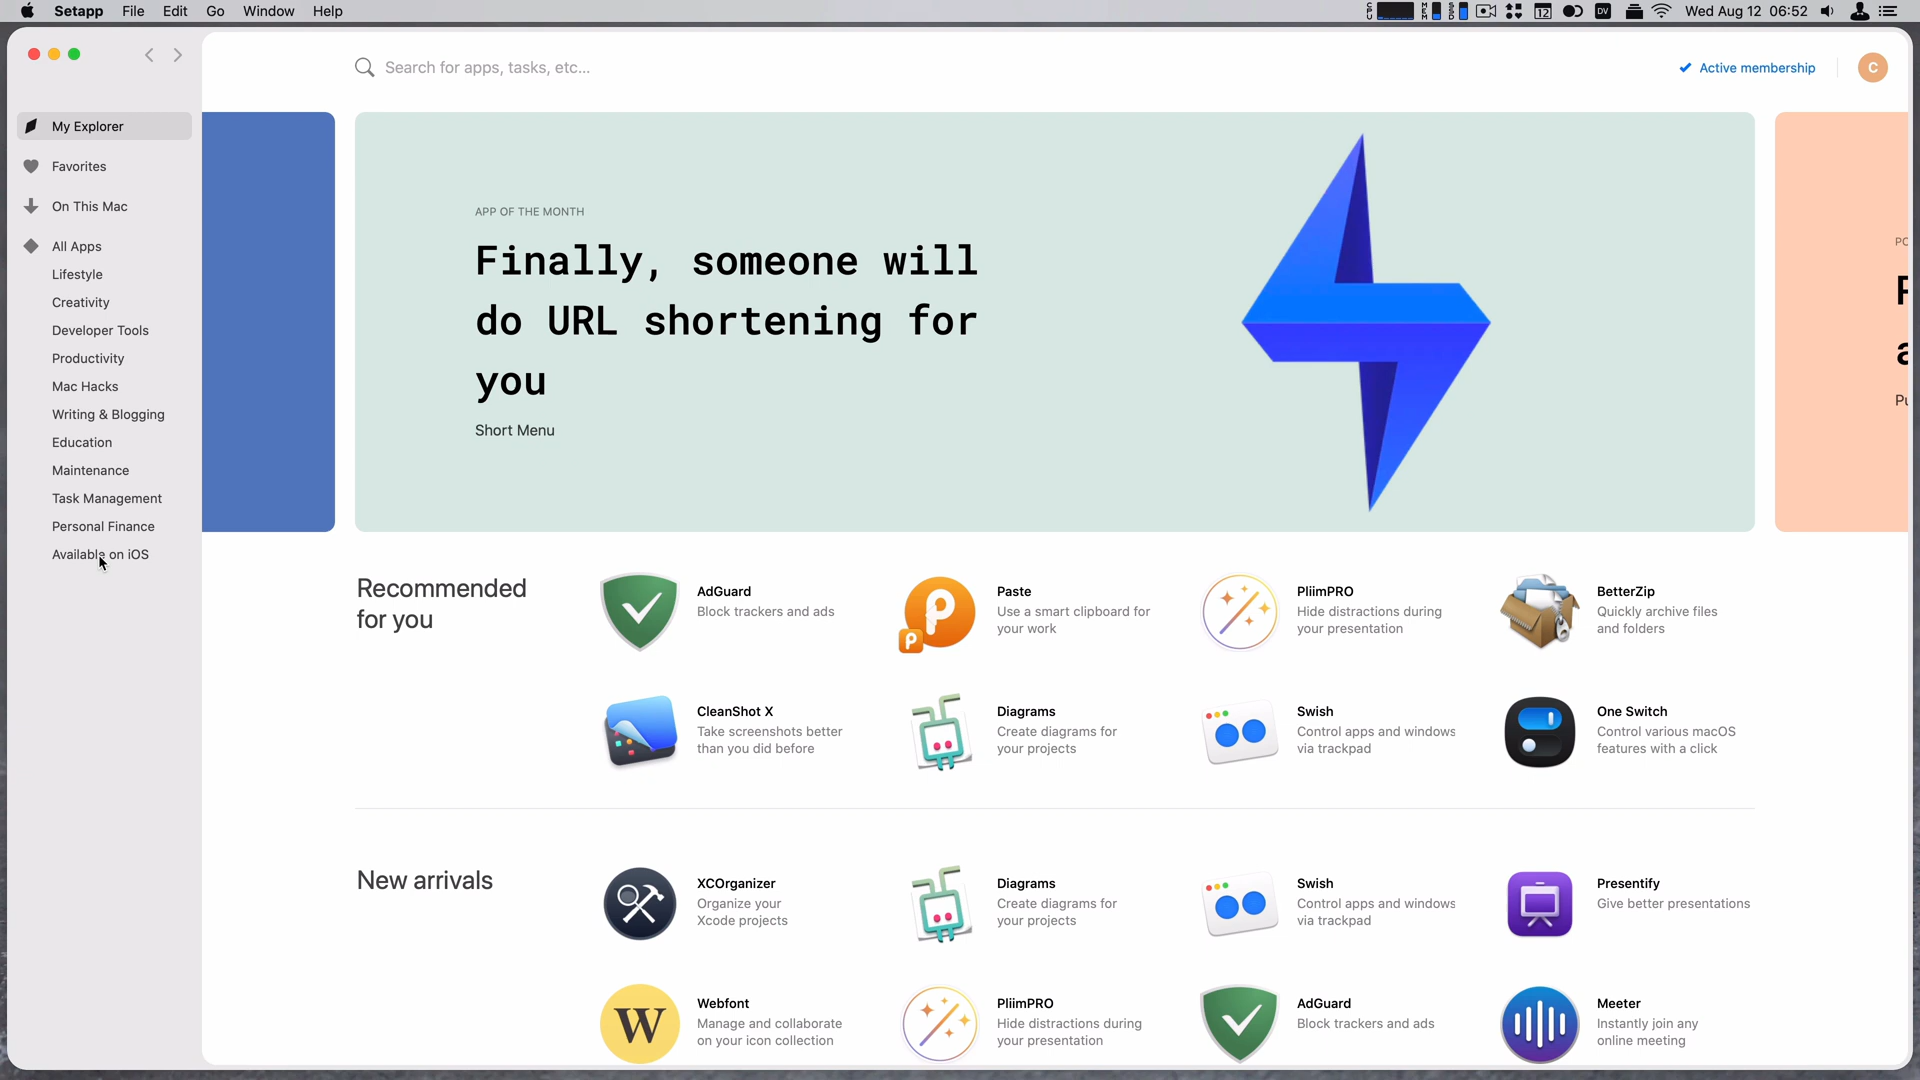 Setapp File Edit Go Window Help
Wed Aug 12 06:52
Search for apps, tasks, etc...
Active membership
C
My Explorer
Favorites
On This Mac
All Apps
Lifestyle
Creativity
Developer Tools
Productivity
Mac Hacks
Writing & Blogging
Education
Maintenance
Task Management
Personal Finance
Available on iOS
APP OF THE MONTH
Finally, someone will
do URL shortening for
you
Short Menu
Recommended
for you
AdGuard
Block trackers and ads
Paste
Use a smart clipboard for
your work
PliimPRO
Hide distractions during
your presentation
BetterZip
Quickly archive files
and folders
CleanShot X
Take screenshots better
than you did before
Diagrams
Create diagrams for
your projects
Swish
Control apps and windows
via trackpad
One Switch
Control various macOS
features with a click
New arrivals
XCOrganizer
Organize your
Xcode projects
Diagrams
Create diagrams for
your projects
Swish
Control apps and windows
via trackpad
Presentify
Give better presentations
W
Webfont
Manage and collaborate
on your icon collection
PliimPRO
Hide distractions during
your presentation
AdGuard
Block trackers and ads
Meeter
Instantly join any
online meeting